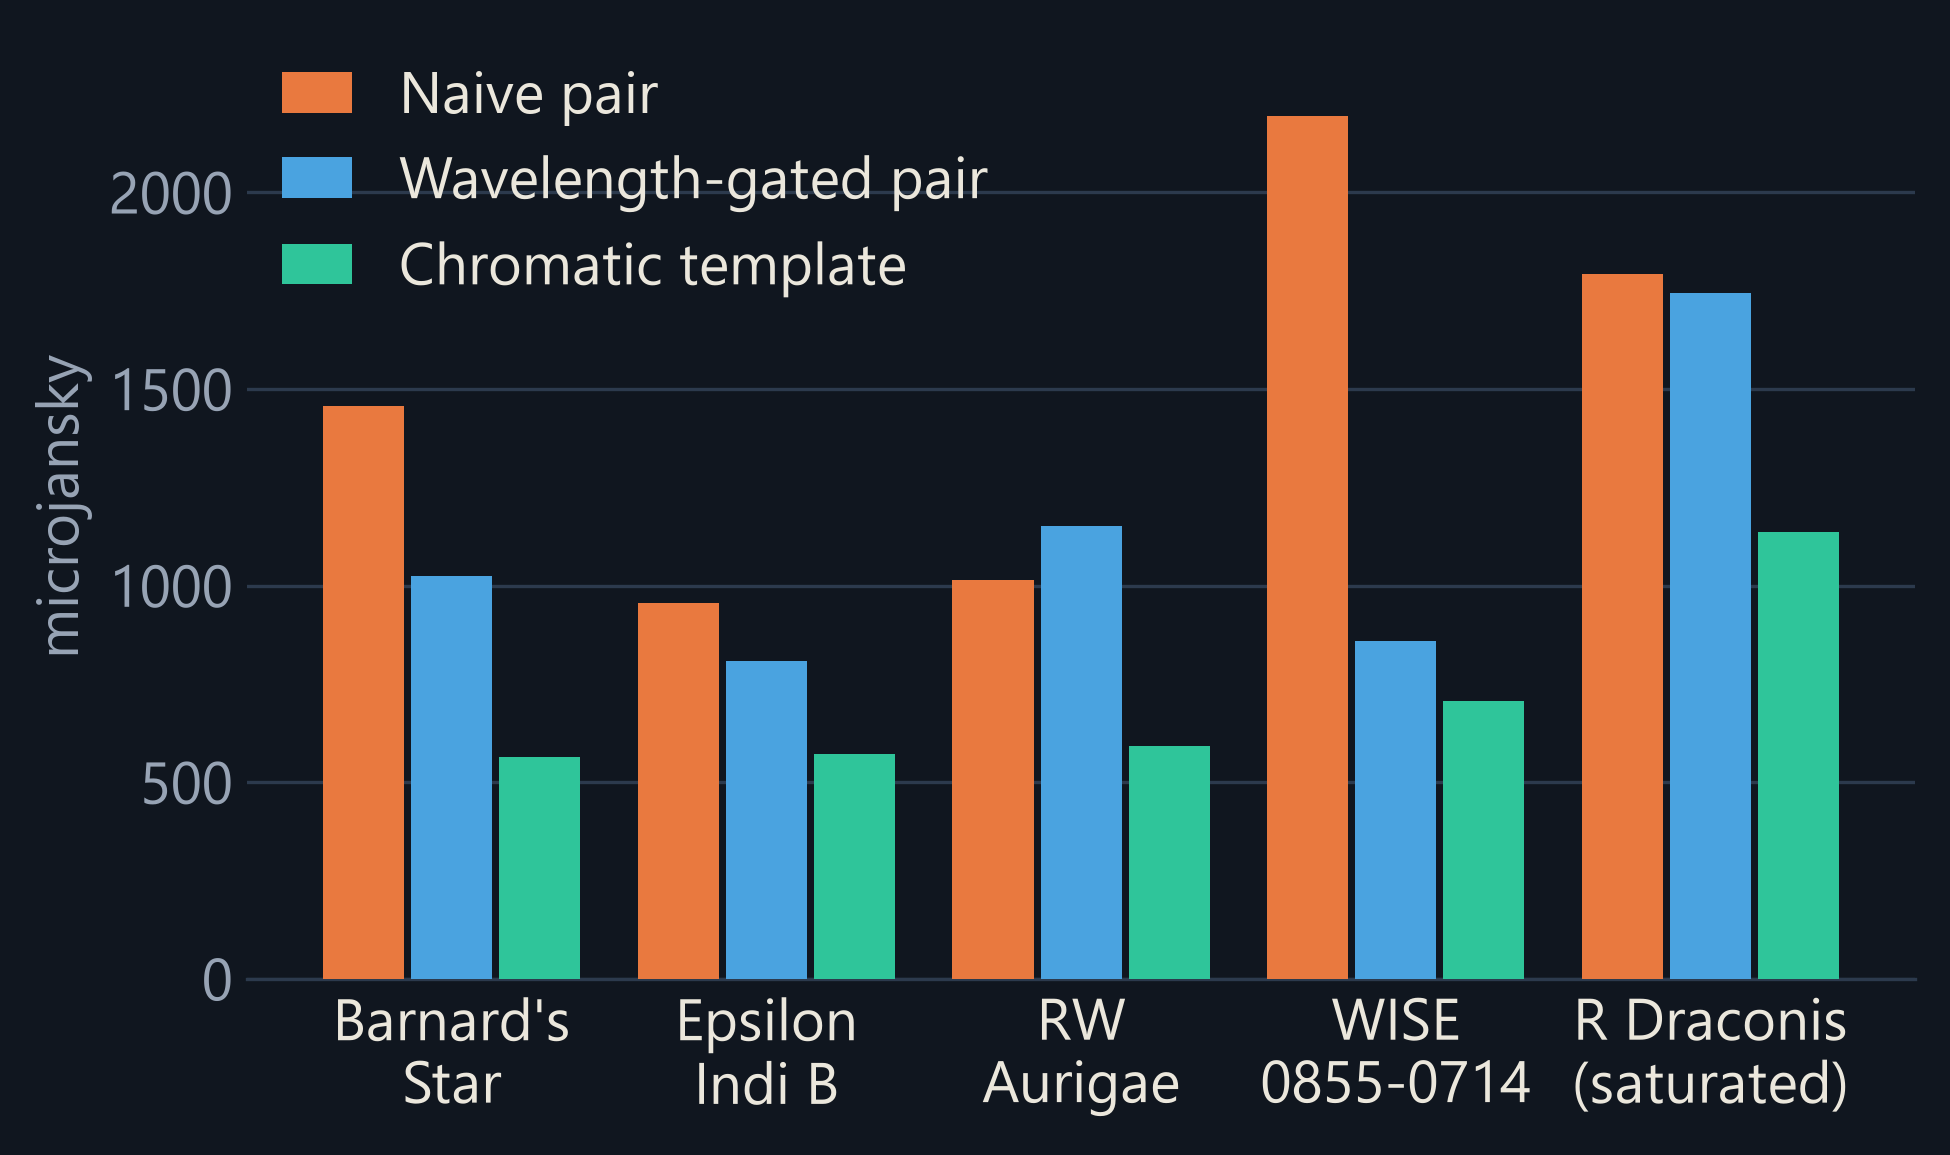 Naive pair
Wavelength-gated pair
Chromatic template
microjansky
2000
1500
1000
500
0
Barnard's
Star
Epsilon
Indi B
RW
Aurigae
WISE
0855-0714
R Draconis
(saturated)